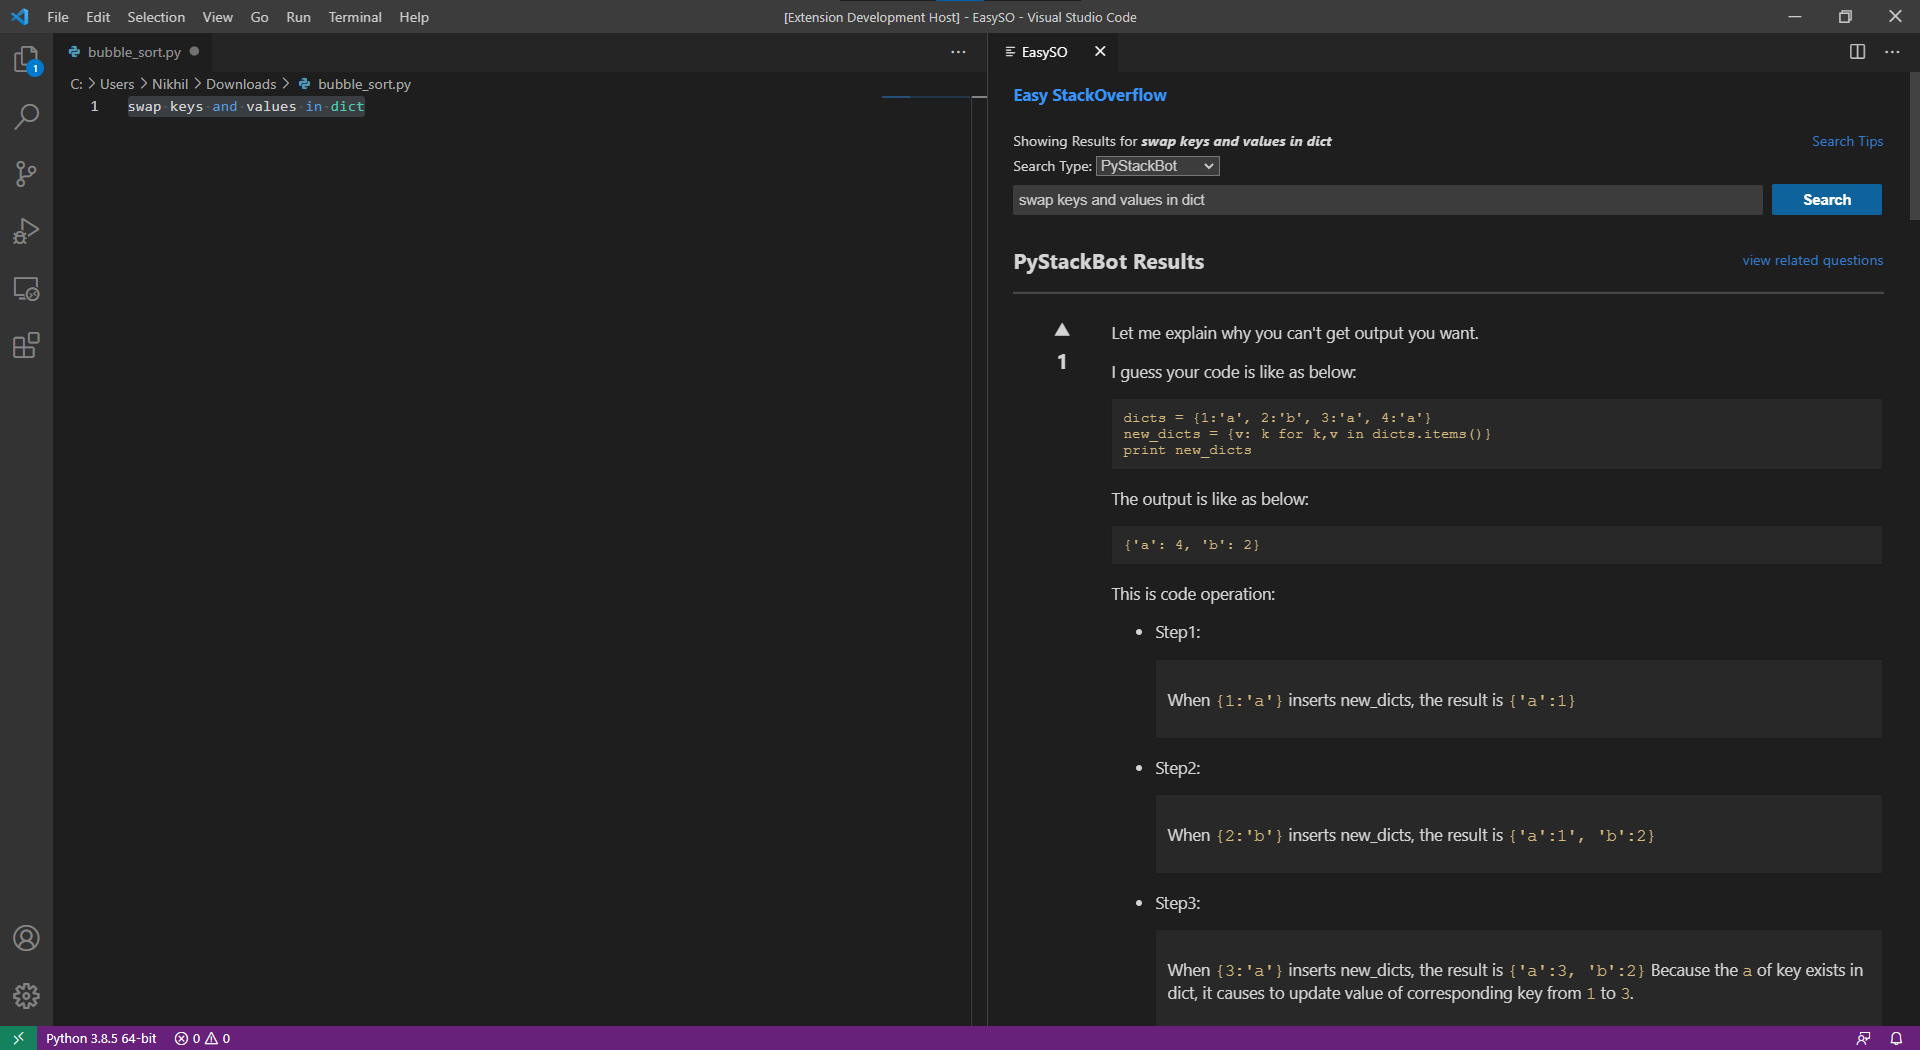 File Edit Selection View Go Run Terminal Help
[Extension Development Host] - EasySO - Visual Studio Code
1
bubble_sort.py
C: > Users > Nikhil > Downloads > bubble_sort.py
1 swap keys and values in dict
EasySO
Easy StackOverflow
Showing Results for swap keys and values in dict
Search Tips
Search Type: PyStackBot
swap keys and values in dict
Search
PyStackBot Results
view related questions
1
Let me explain why you can't get output you want.
I guess your code is like as below:
dicts = {1:'a', 2:'b', 3:'a', 4:'a'}
new_dicts = {v: k for k,v in dicts.items()}
print new_dicts
The output is like as below:
{'a': 4, 'b': 2}
This is code operation:
• Step1:
When {1:'a'} inserts new_dicts, the result is {'a':1}
• Step2:
When {2:'b'} inserts new_dicts, the result is {'a':1', 'b':2}
• Step3:
When {3:'a'} inserts new_dicts, the result is {'a':3, 'b':2} Because the a of key exists in
dict, it causes to update value of corresponding key from 1 to 3.
Python 3.8.5 64-bit 0 0